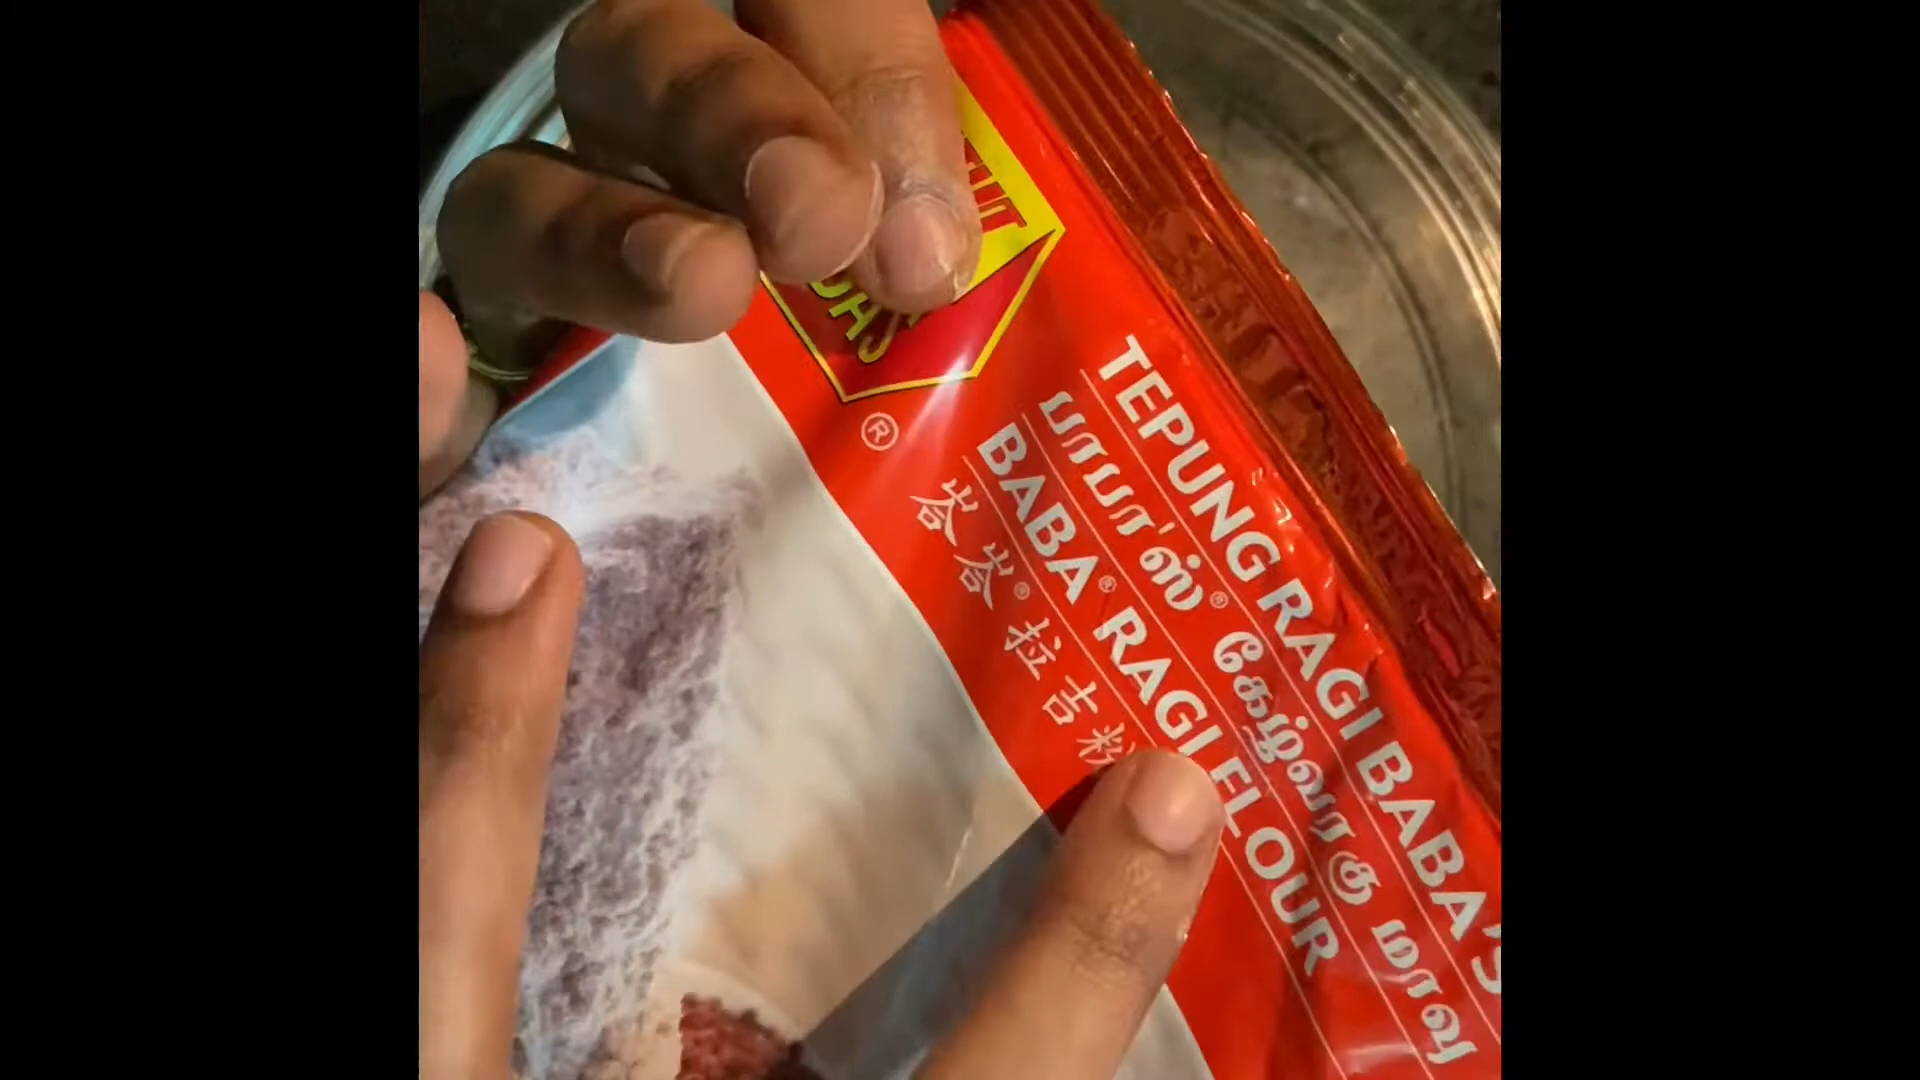 ®
TEPUNG RAGI BABA'S
பாபா'ஸ்® கேழ்வரகு மாவு
BABA® RAGI FLOUR
峇峇® 拉吉粉